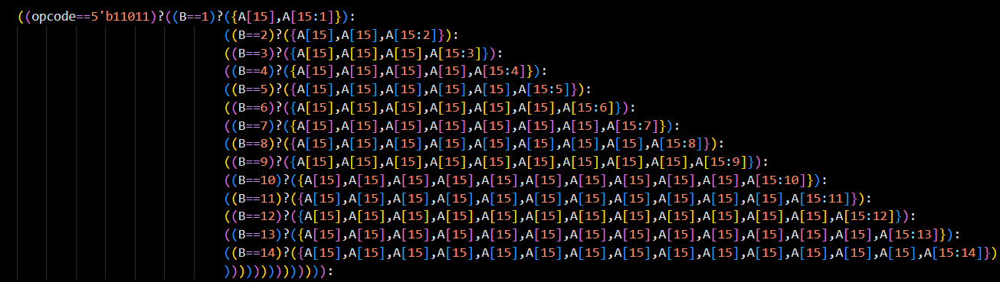 ((opcode==5'b11011)?((B==1)?({A[15],A[15:1]}):
((B==2)?({A[15],A[15],A[15:2]}):
((B==3)?({A[15],A[15],A[15],A[15:3]}):
((B==4)?({A[15],A[15],A[15],A[15],A[15:4]}):
((B==5)?({A[15],A[15],A[15],A[15],A[15],A[15:5]}):
((B==6)?({A[15],A[15],A[15],A[15],A[15],A[15],A[15:6]}):
((B==7)?({A[15],A[15],A[15],A[15],A[15],A[15],A[15],A[15:7]}):
((B==8)?({A[15],A[15],A[15],A[15],A[15],A[15],A[15],A[15],A[15:8]}):
((B==9)?({A[15],A[15],A[15],A[15],A[15],A[15],A[15],A[15],A[15],A[15:9]}):
((B==10)?({A[15],A[15],A[15],A[15],A[15],A[15],A[15],A[15],A[15],A[15],A[15:10]}):
((B==11)?({A[15],A[15],A[15],A[15],A[15],A[15],A[15],A[15],A[15],A[15],A[15],A[15:11]}):
((B==12)?({A[15],A[15],A[15],A[15],A[15],A[15],A[15],A[15],A[15],A[15],A[15],A[15],A[15:12]}):
((B==13)?({A[15],A[15],A[15],A[15],A[15],A[15],A[15],A[15],A[15],A[15],A[15],A[15],A[15],A[15:13]}):
((B==14)?({A[15],A[15],A[15],A[15],A[15],A[15],A[15],A[15],A[15],A[15],A[15],A[15],A[15],A[15],A[15:14]})
)))))))))))))):